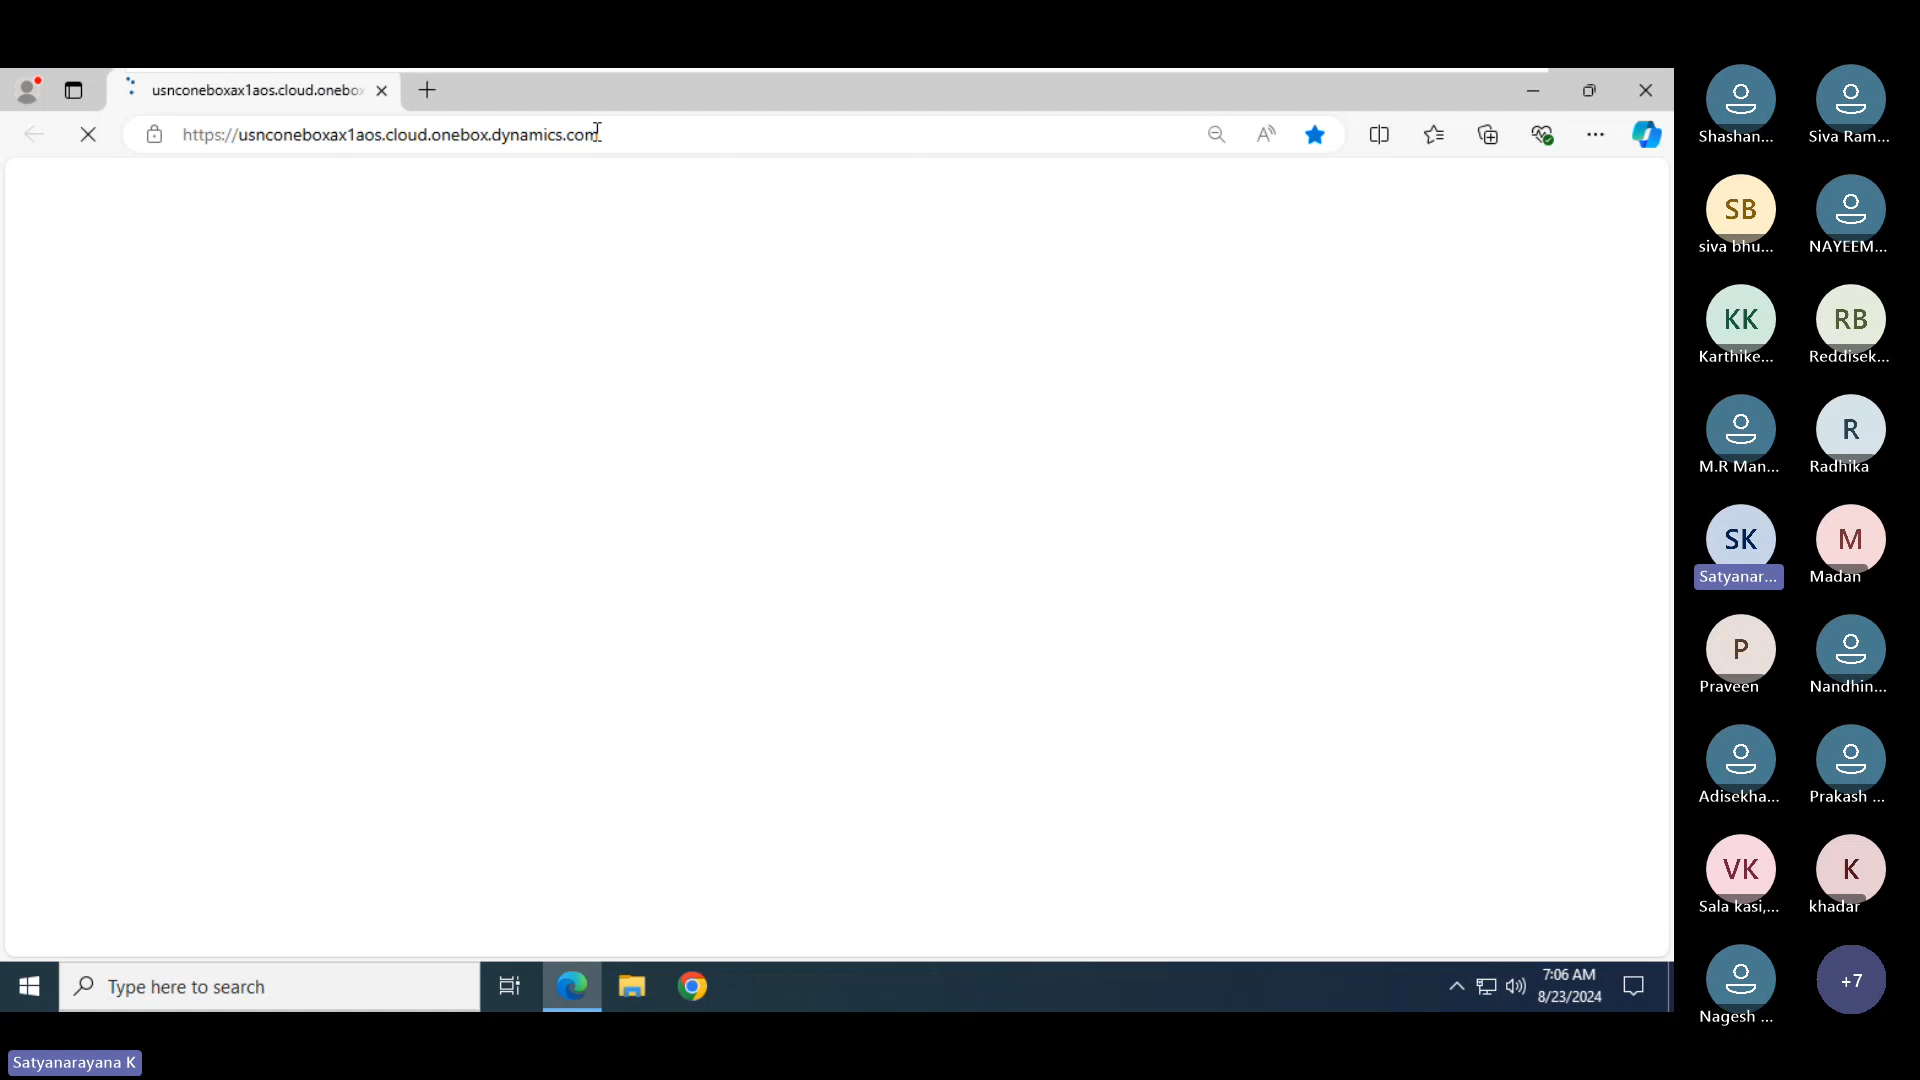 usnconeboxax1aos.cloud.onebo
https://usnconeboxax1aos.cloud.onebox.dynamics.com
Shashan...
Siva Ram...
SB
siva bhu...
NAYEEM...
KK
Karthike...
RB
Reddisek...
M.R Man...
R
Radhika
SK
Satyanar...
M
Madan
P
Praveen
Nandhin...
Adisekha...
Prakash ...
VK
Sala kasi,...
K
khadar
Nagesh ...
+7
Type here to search
7:06 AM
8/23/2024
Satyanarayana K